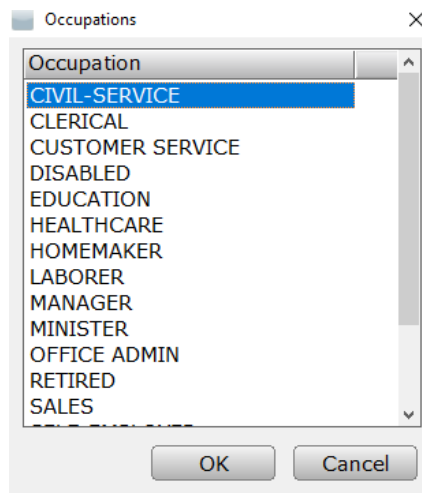 Occupations
Occupation
CIVIL-SERVICE
CLERICAL
CUSTOMER SERVICE
DISABLED
EDUCATION
HEALTHCARE
HOMEMAKER
LABORER
MANAGER
MINISTER
OFFICE ADMIN
RETIRED
SALES
OK Cancel